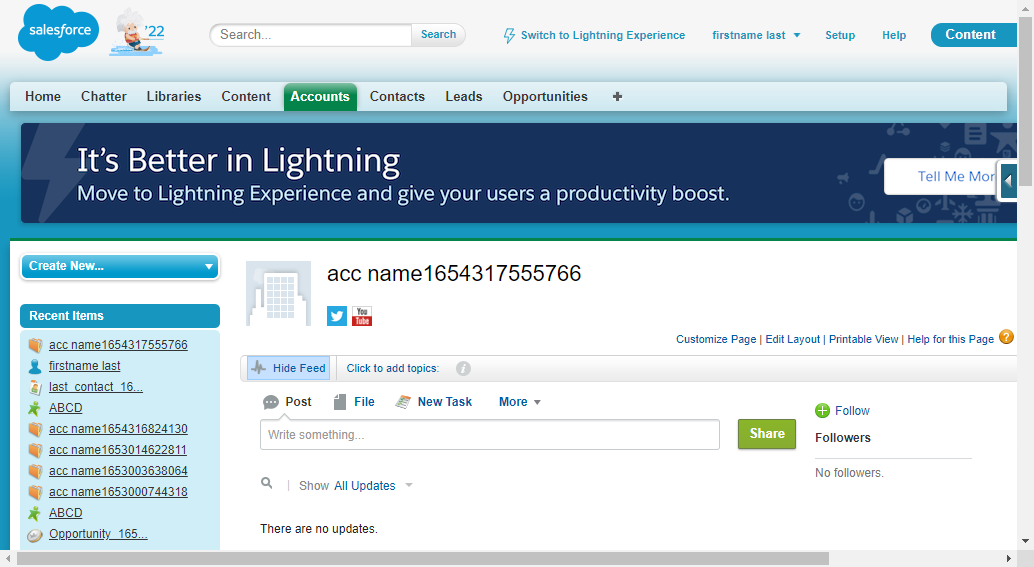 salesforce
'22
Search...
Search
Switch to Lightning Experience
firstname last
Setup
Help
Content
Home
Chatter
Libraries
Content
Accounts
Contacts
Leads
Opportunities
+
It's Better in Lightning
Move to Lightning Experience and give your users a productivity boost.
Tell Me Mor
Create New...
Recent Items
acc name1654317555766
firstname last
last_contact_16...
ABCD
acc name1654316824130
acc name1653014622811
acc name1653003638064
acc name1653000744318
ABCD
Opportunity_165...
acc name1654317555766
You Tube
Customize Page | Edit Layout | Printable View | Help for this Page ?
Hide Feed
Click to add topics:
i
Post
File
New Task
More
Write something...
Share
Show All Updates
There are no updates.
Follow
Followers
No followers.